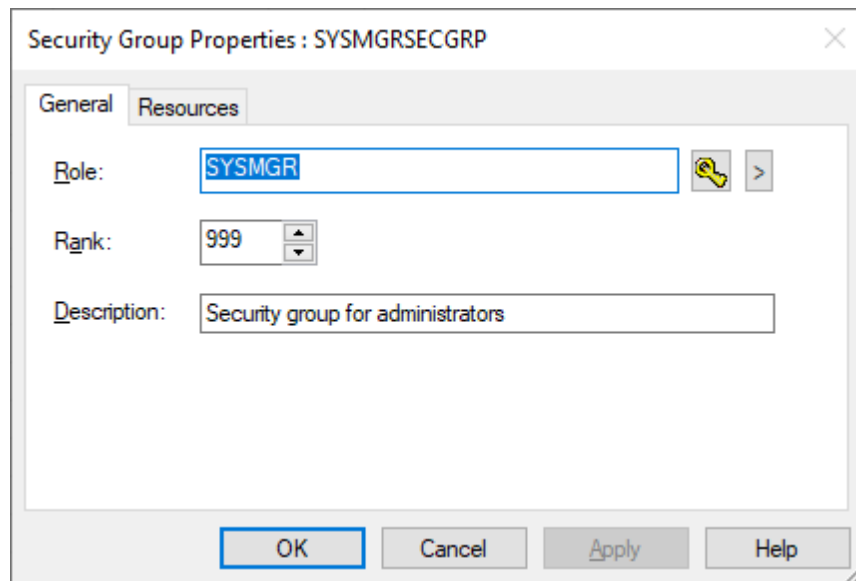 Security Group Properties : SYSMGRSECGRP
General Resources
Role: SYSMGR >
Rank: 999
Description: Security group for administrators
OK Cancel Apply Help